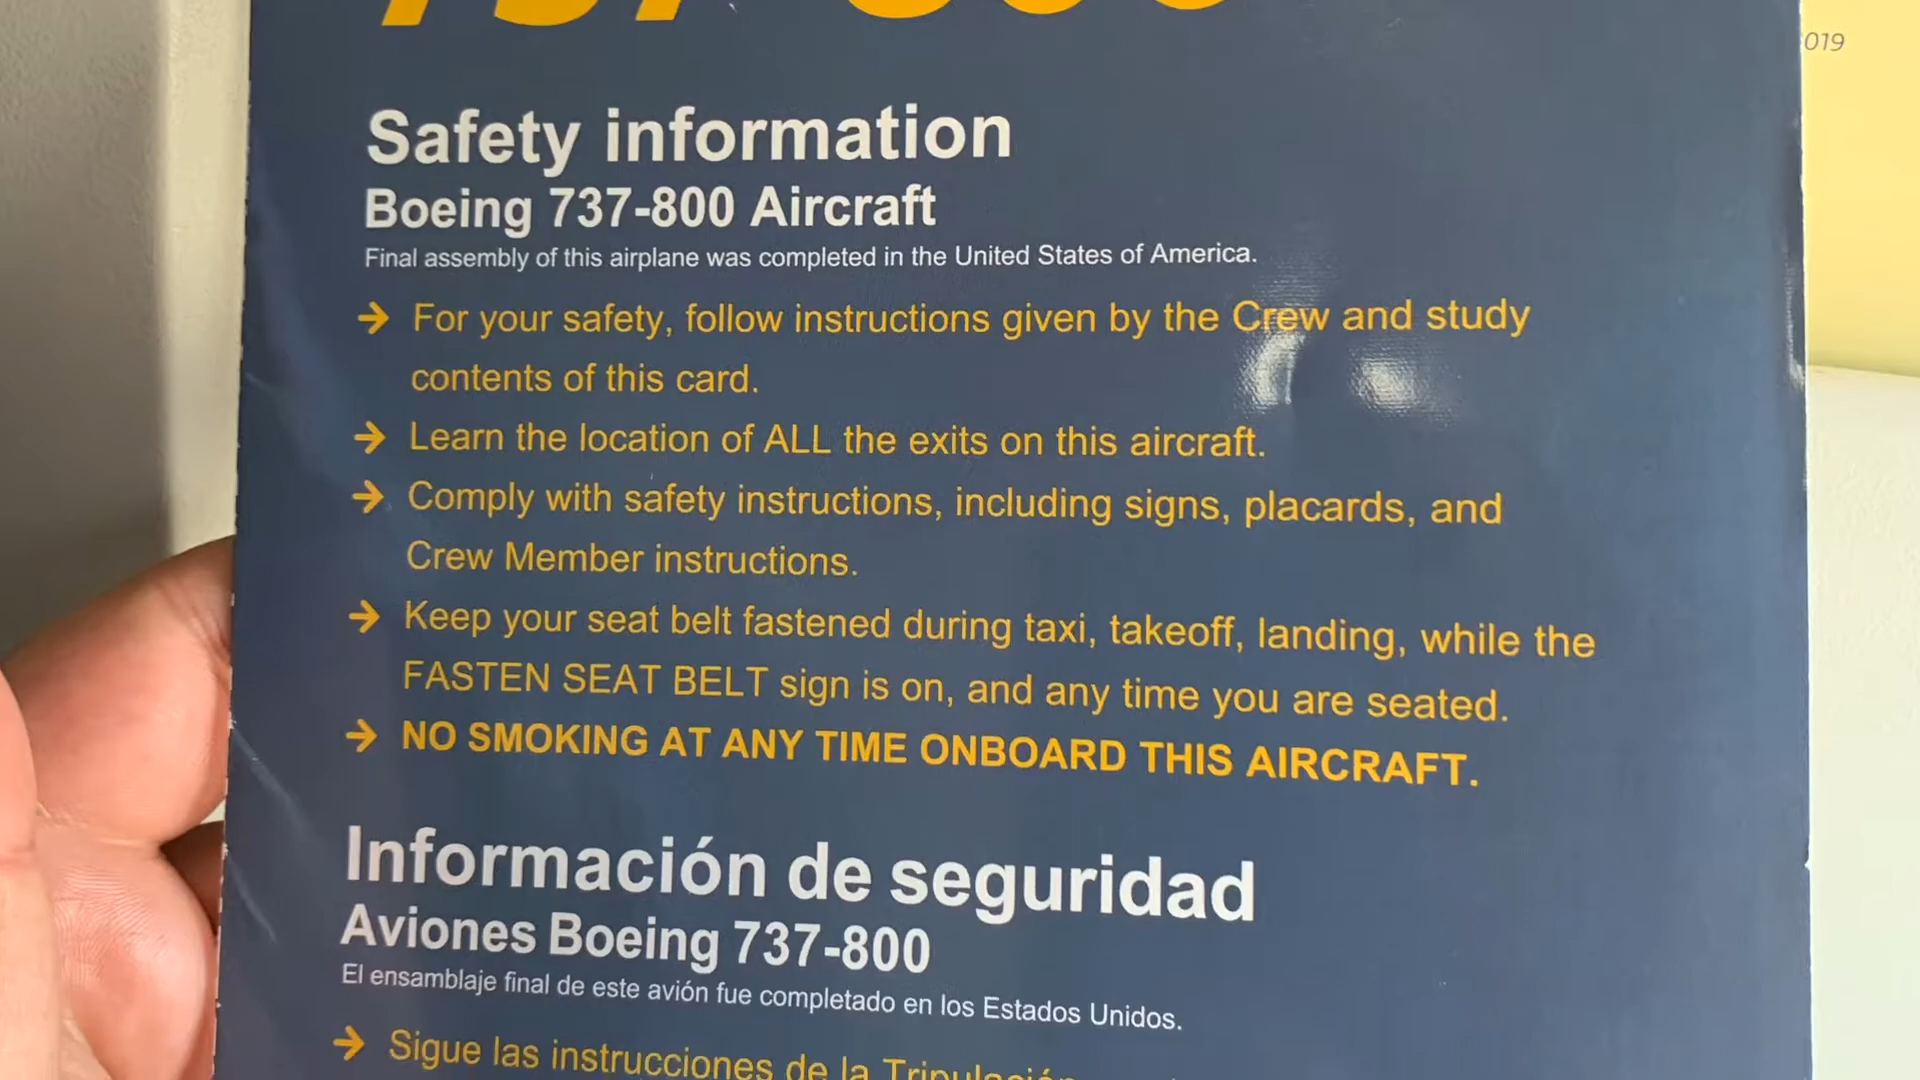 737-800
019
Safety information
Boeing 737-800 Aircraft
Final assembly of this airplane was completed in the United States of America.
→ For your safety, follow instructions given by the Crew and study
contents of this card.
→ Learn the location of ALL the exits on this aircraft.
→ Comply with safety instructions, including signs, placards, and
Crew Member instructions.
→ Keep your seat belt fastened during taxi, takeoff, landing, while the
FASTEN SEAT BELT sign is on, and any time you are seated.
→ NO SMOKING AT ANY TIME ONBOARD THIS AIRCRAFT.
Información de seguridad
Aviones Boeing 737-800
El ensamblaje final de este avión fue completado en los Estados Unidos.
→ Sigue las instrucciones de la Tripulación